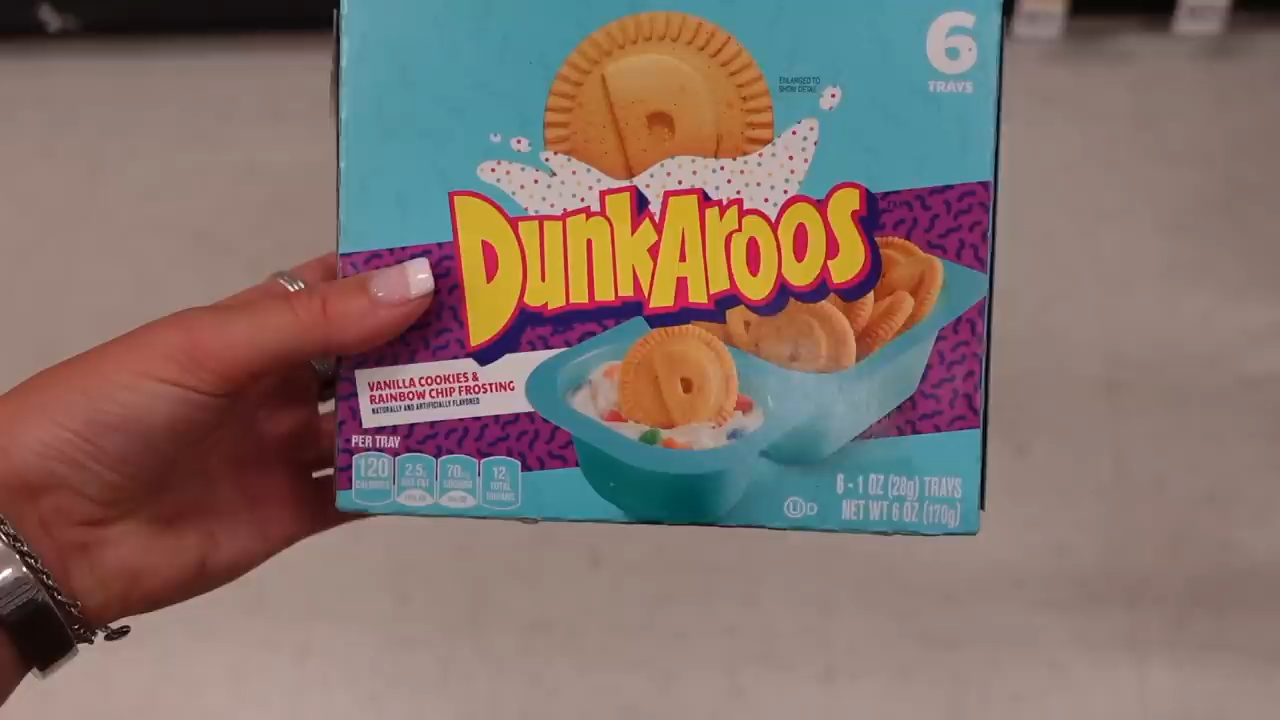 6
TRAYS
ENLARGED TO
SHOW DETAIL
DunkAroos
VANILLA COOKIES &
RAINBOW CHIP FROSTING
NATURALLY AND ARTIFICIALLY FLAVORED
PER TRAY
120
CALORIES
2.5g
SAT FAT
70mg
SODIUM
12g
TOTAL
SUGARS
U D
6 - 1 OZ (28g) TRAYS
NET WT 6 OZ (170g)